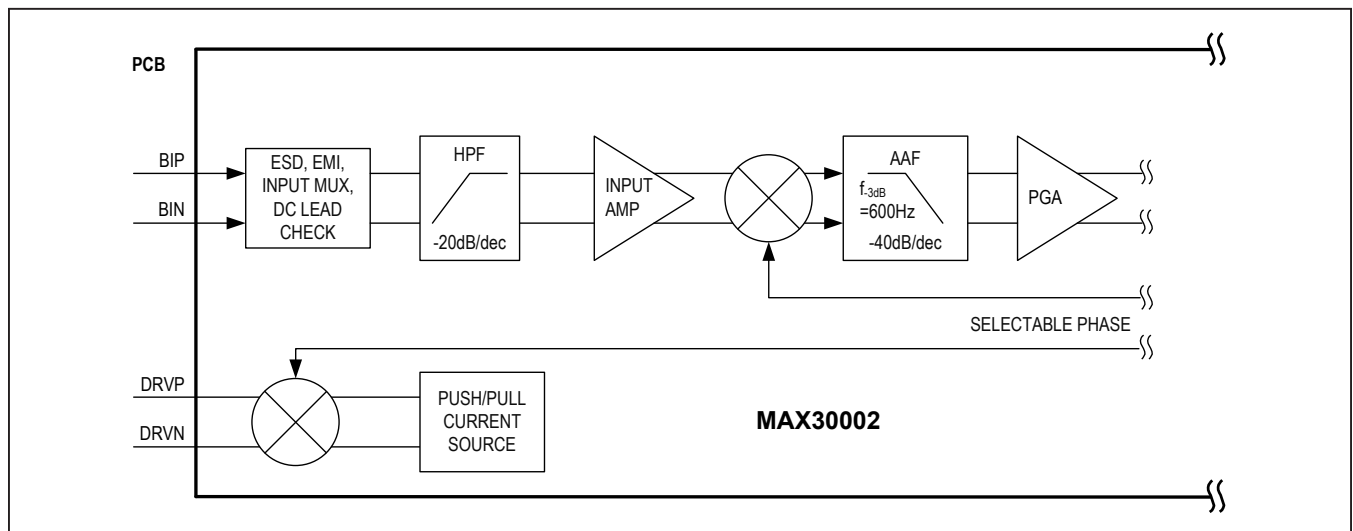 PCB
BIP
BIN
ESD, EMI,
INPUT MUX,
DC LEAD
CHECK
HPF
-20dB/dec
INPUT
AMP
AAF
f-3dB
=600Hz
-40dB/dec
PGA
SELECTABLE PHASE
DRVP
DRVN
PUSH/PULL
CURRENT
SOURCE
MAX30002